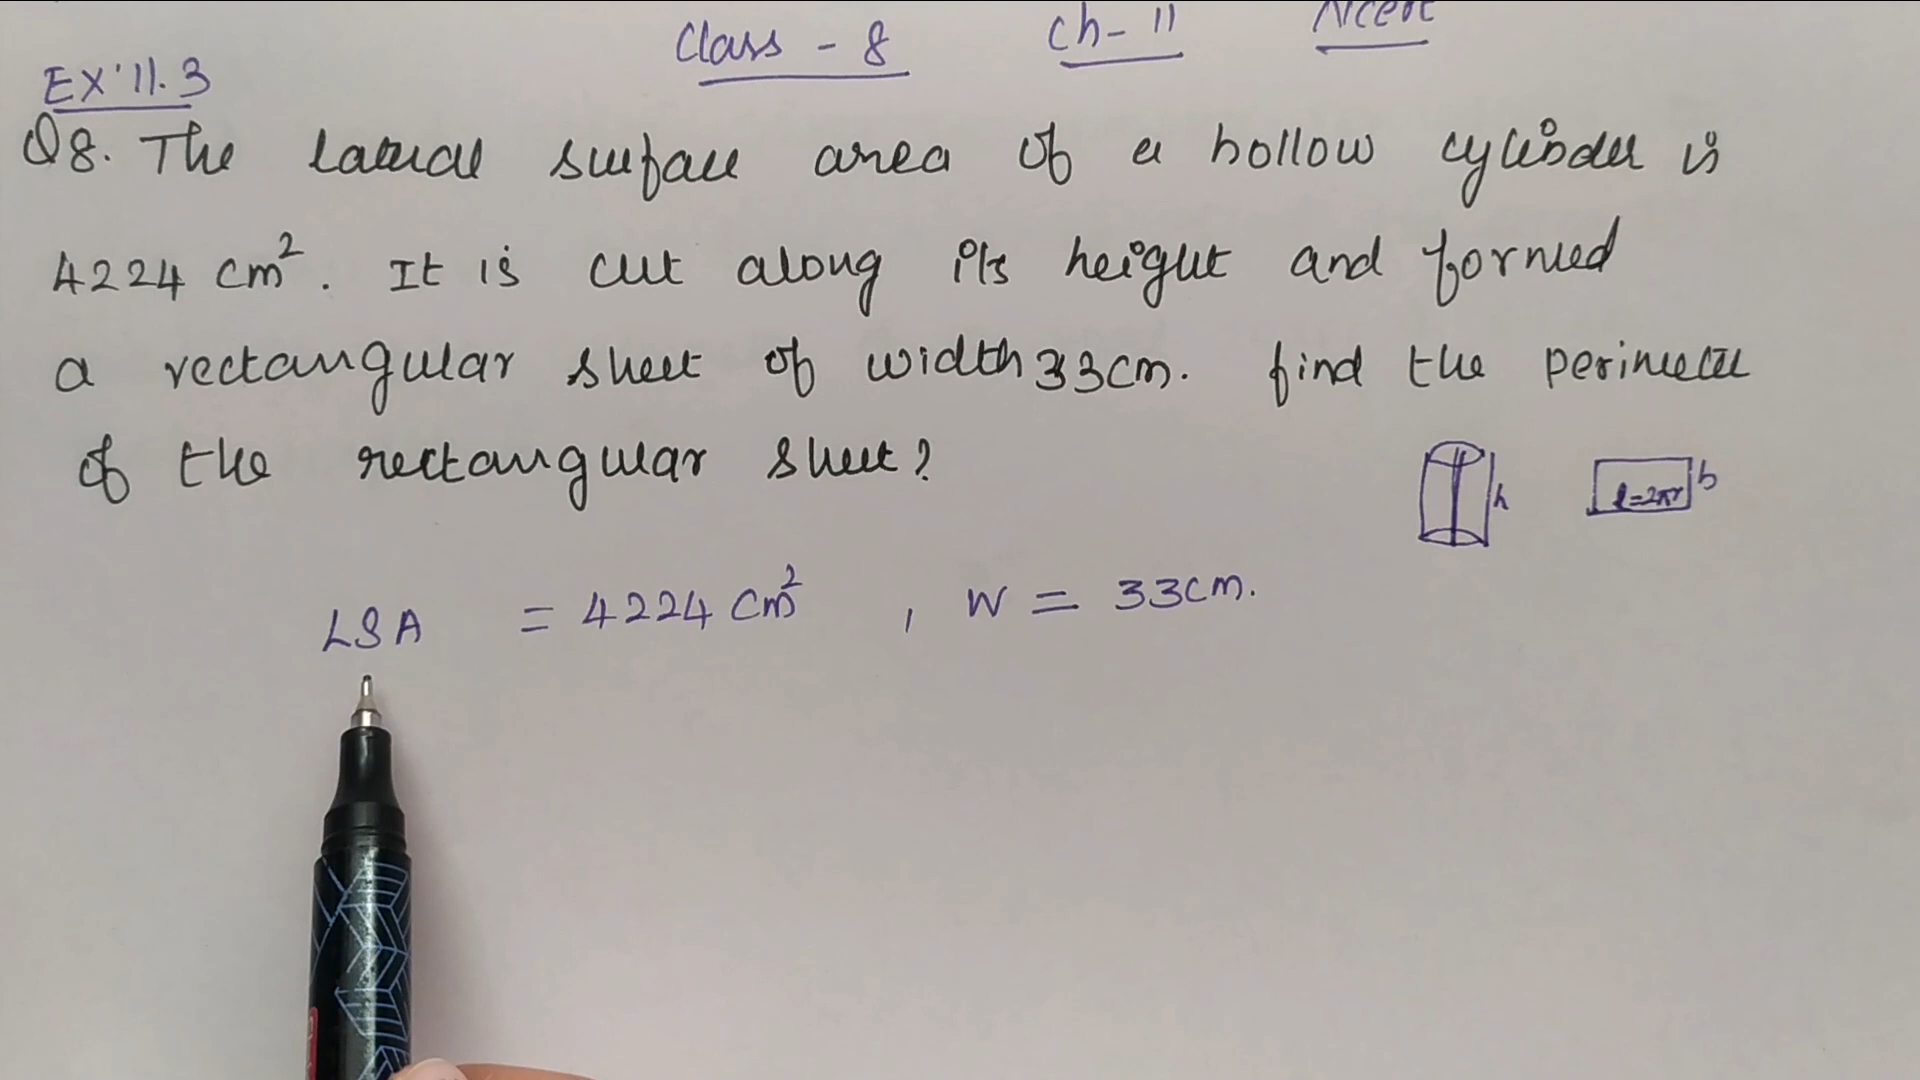 Class - 8 Ch- 11 Ncert
Ex'11.3
Q8. The lateral surface area of a hollow cylinder is
4224 cm². It is cut along its height and formed
a rectangular sheet of width 33cm. find the perimeter
of the rectangular sheet?
h l=2πr b
LSA = 4224 cm² , W = 33cm.